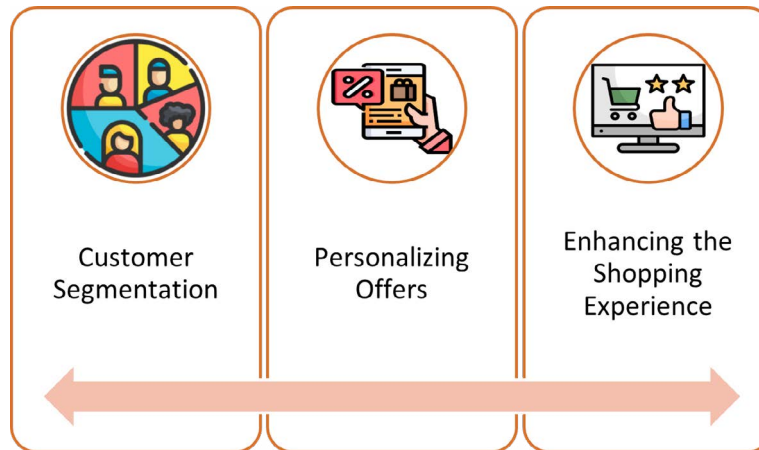 Customer
Segmentation
Personalizing
Offers
Enhancing the
Shopping
Experience
%